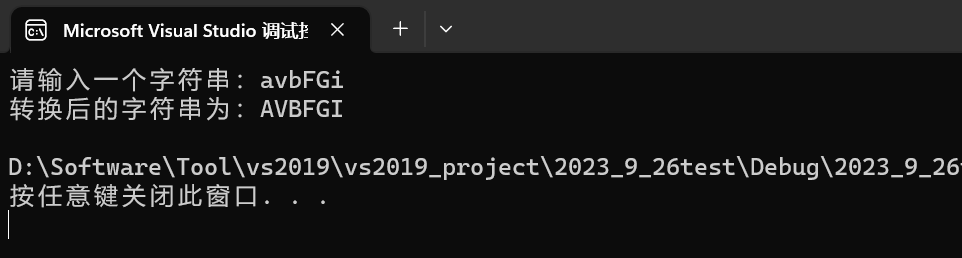 Microsoft Visual Studio 调试
请输入一个字符串: avbFGi
转换后的字符串为: AVBFGI
D:\Software\Tool\vs2019\vs2019_project\2023_9_26test\Debug\2023_9_26
按任意键关闭此窗口. . .